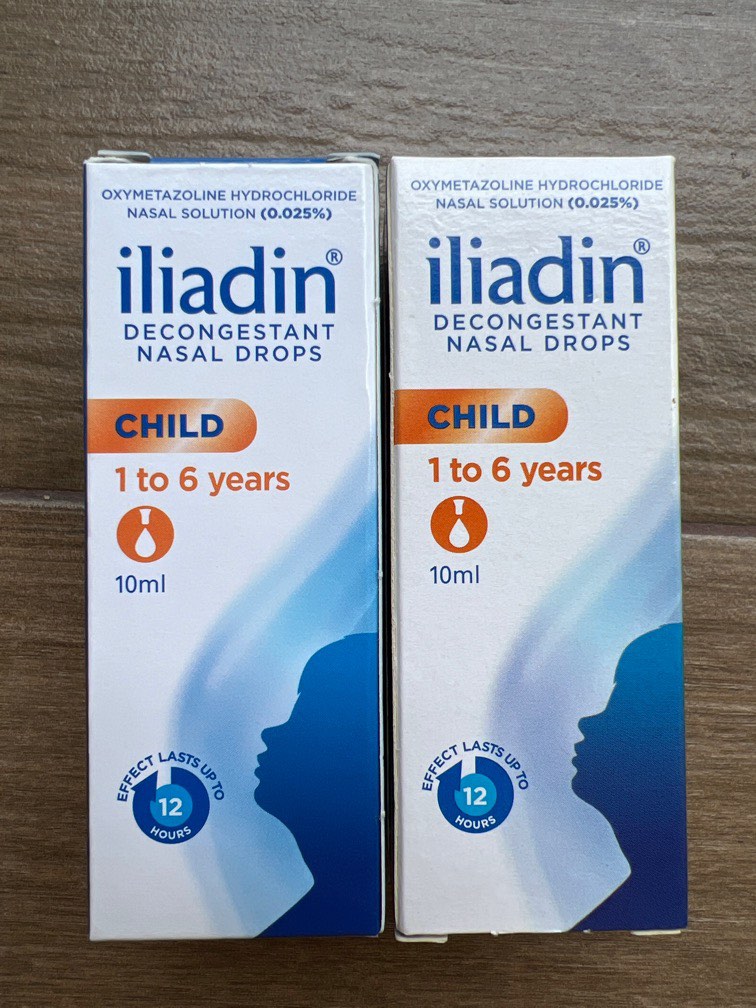 OXYMETAZOLINE HYDROCHLORIDE
NASAL SOLUTION (0.025%)
iliadin®
DECONGESTANT
NASAL DROPS
CHILD
1 to 6 years
10ml
EFFECT LASTS UP TO
12
HOURS
OXYMETAZOLINE HYDROCHLORIDE
NASAL SOLUTION (0.025%)
iliadin®
DECONGESTANT
NASAL DROPS
CHILD
1 to 6 years
10ml
EFFECT LASTS UP TO
12
HOURS